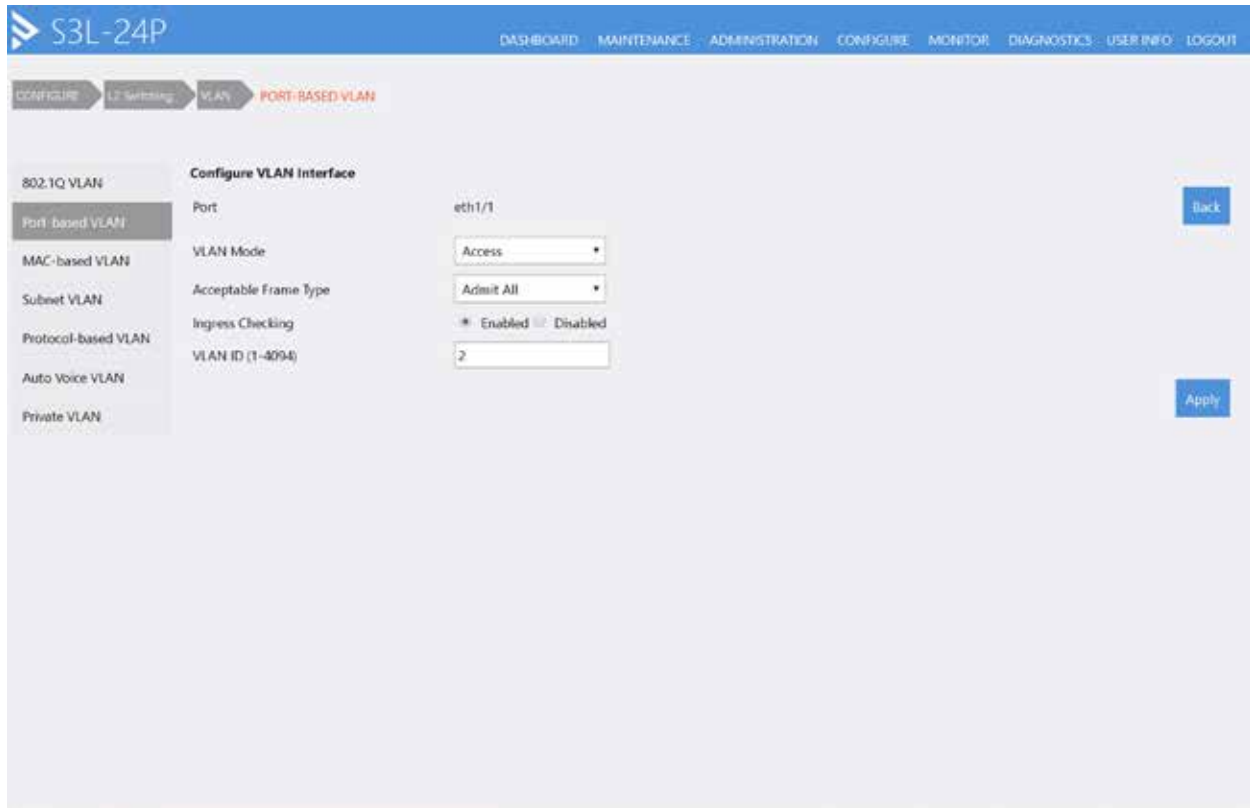 S3L-24P
DASHBOARD MAINTENANCE ADMINISTRATION CONFIGURE MONITOR DIAGNOSTICS USER INFO LOGOUT
CONFIGURE L2 Switching VLAN PORT-BASED VLAN
802.1Q VLAN
Port-based VLAN
MAC-based VLAN
Subnet VLAN
Protocol-based VLAN
Auto Voice VLAN
Private VLAN
Configure VLAN Interface
Port eth1/1
VLAN Mode Access
Acceptable Frame Type Admit All
Ingress Checking Enabled Disabled
VLAN ID (1-4094) 2
Back
Apply